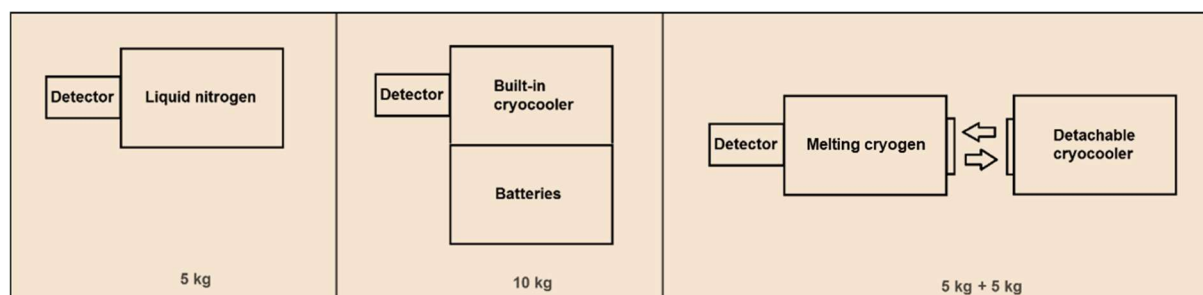 Detector
Liquid nitrogen
5 kg
Detector
Built-in
cryocooler
Batteries
10 kg
Detector
Melting cryogen
Detachable
cryocooler
5 kg + 5 kg